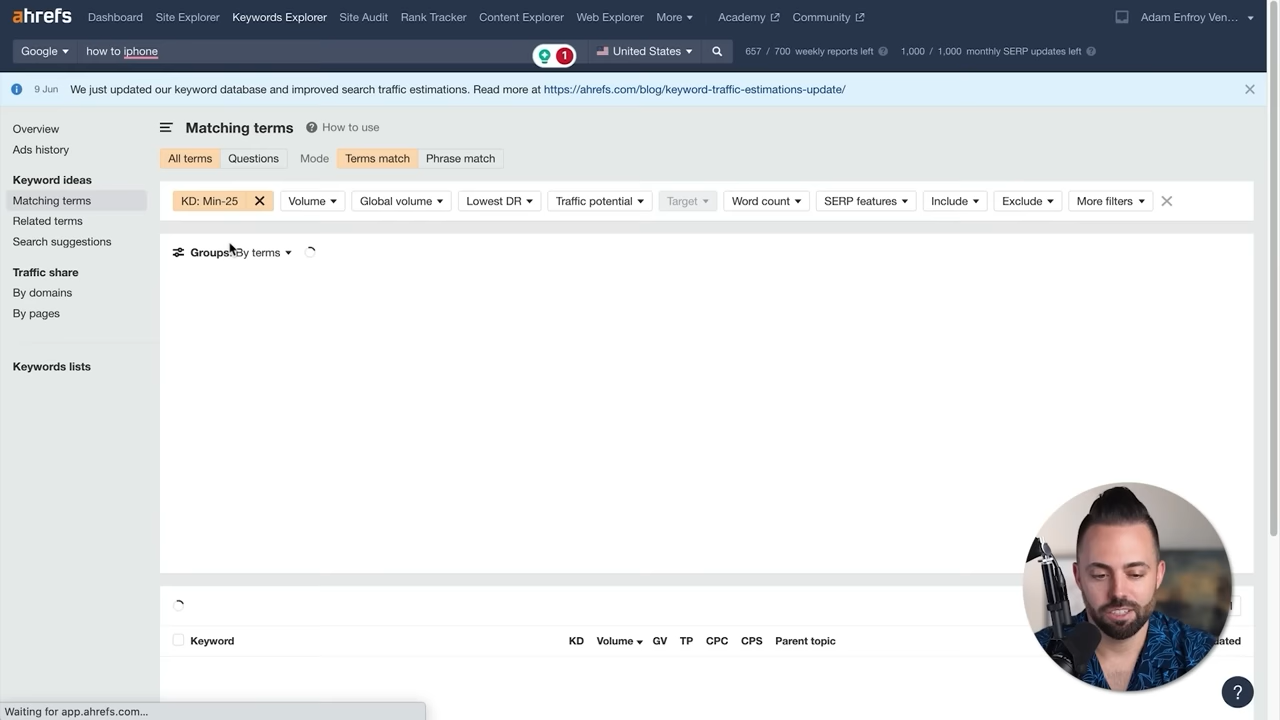 ahrefs Dashboard Site Explorer Keywords Explorer Site Audit Rank Tracker Content Explorer Web Explorer More Academy Community Adam Enfroy Ven...
Google how to iphone 1 United States 657 / 700 weekly reports left ? 1,000 / 1,000 monthly SERP updates left ?
i 9 Jun We just updated our keyword database and improved search traffic estimations. Read more at https://ahrefs.com/blog/keyword-traffic-estimations-update/
Overview
Ads history
Keyword ideas
Matching terms
Related terms
Search suggestions
Traffic share
By domains
By pages
Keywords lists
Matching terms ? How to use
All terms Questions Mode Terms match Phrase match
KD: Min-25 Volume Global volume Lowest DR Traffic potential Target Word count SERP features Include Exclude More filters
Groups: By terms
Keyword KD Volume GV TP CPC CPS Parent topic
?
Waiting for app.ahrefs.com...